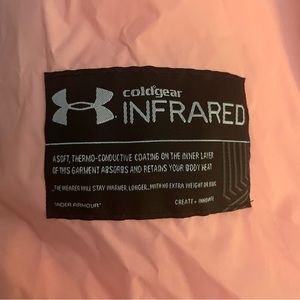 coldgear
INFRARED
A SOFT, THERMO-CONDUCTIVE COATING ON THE INNER LAYER
OF THIS GARMENT ABSORBS AND RETAINS YOUR BODY HEAT
_THE WEARER WILL STAY WARMER, LONGER...WITH NO EXTRA WEIGHT OR BULK
UNDER ARMOUR CREATE + INNOVATE